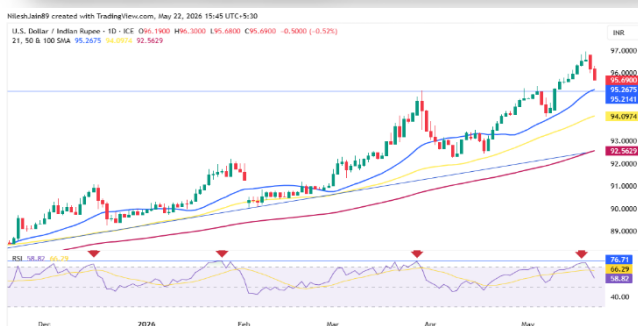 NileshJain89 created with TradingView.com, May 22, 2026 15:45 UTC+5:30
U.S. Dollar / Indian Rupee · 1D · ICE O96.1900 H96.3000 L95.6800 C95.6900 -0.5000 (-0.52%)
21, 50 & 100 SMA 95.2675 94.0974 92.5629
INR
97.0000
96.0000
95.6900
95.2675
95.2141
94.0974
93.0000
92.5629
92.0000
91.0000
90.0000
89.0000
RSI 58.82 66.29
76.71
66.29
58.82
40.00
Dec 2026 Feb Mar Apr May